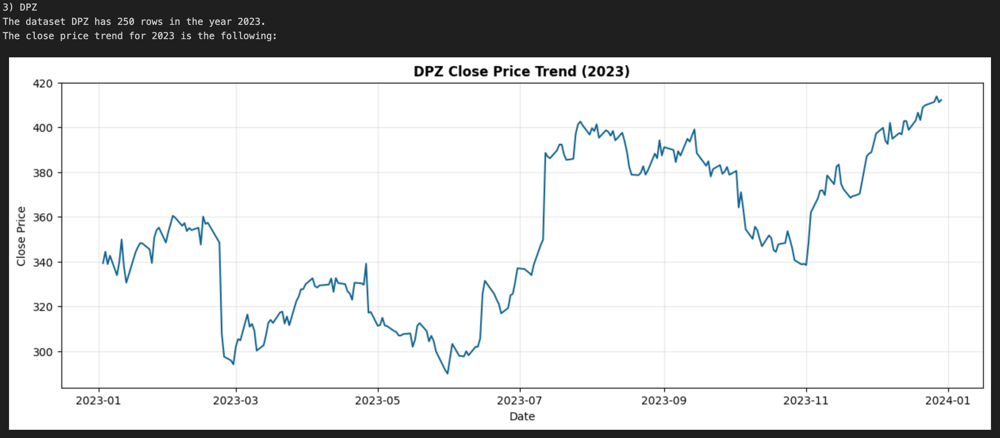 3) DPZ
The dataset DPZ has 250 rows in the year 2023.
The close price trend for 2023 is the following:
DPZ Close Price Trend (2023)
Close Price
420
400
380
360
340
320
300
2023-01
2023-03
2023-05
2023-07
2023-09
2023-11
2024-01
Date